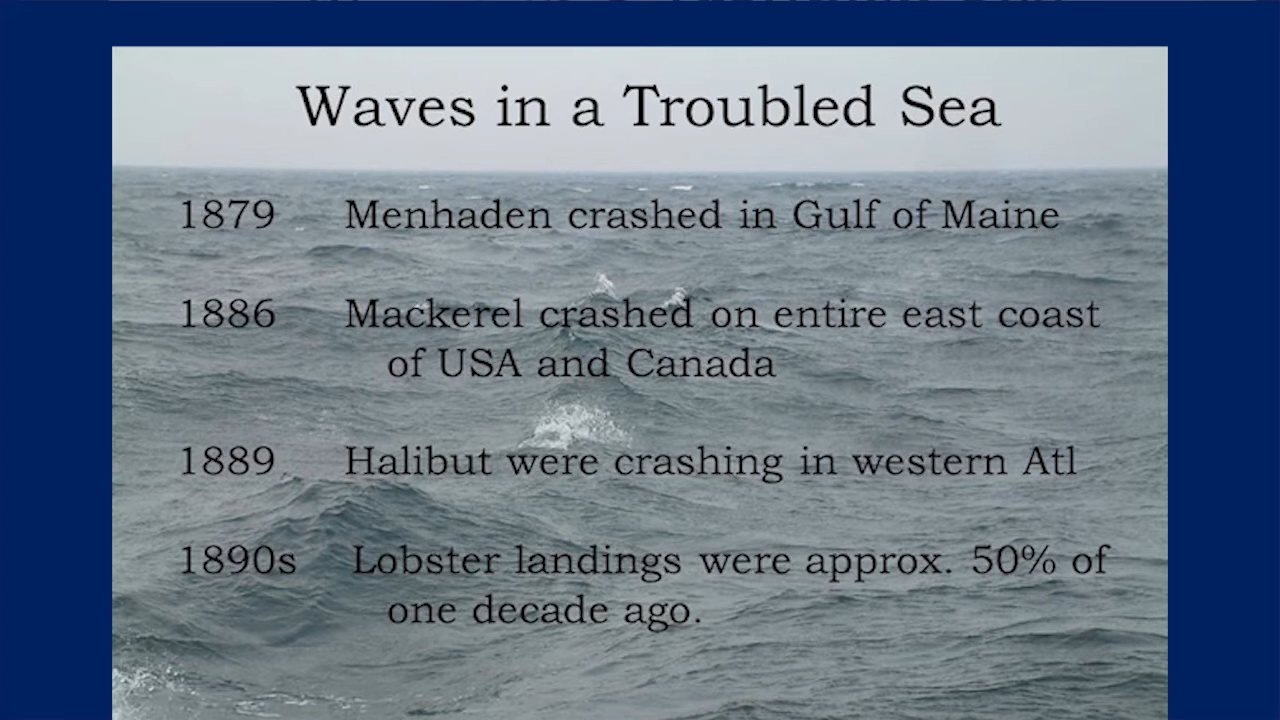 Waves in a Troubled Sea
1879 Menhaden crashed in Gulf of Maine
1886 Mackerel crashed on entire east coast
of USA and Canada
1889 Halibut were crashing in western Atl
1890s Lobster landings were approx. 50% of
one decade ago.